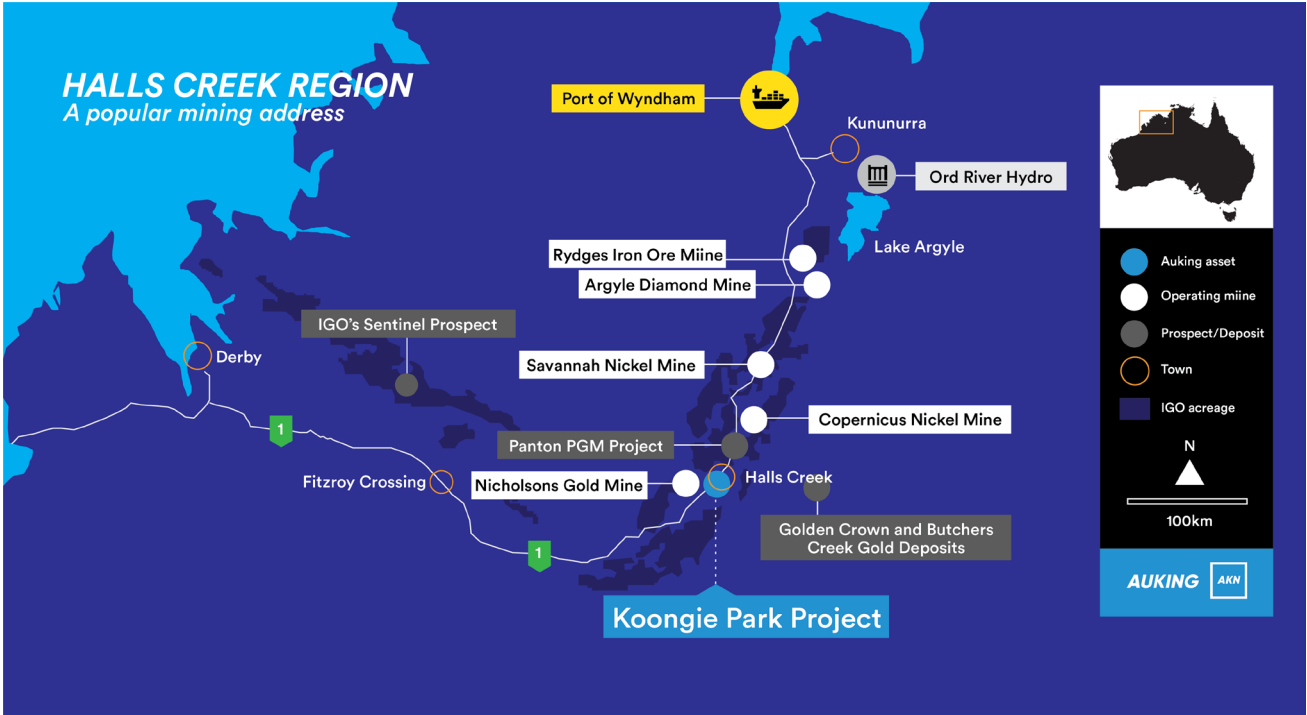 HALLS CREEK REGION
A popular mining address
Port of Wyndham
Kununurra
Ord River Hydro
Lake Argyle
Rydges Iron Ore Miine
Argyle Diamond Mine
IGO's Sentinel Prospect
Derby
Savannah Nickel Mine
Copernicus Nickel Mine
1
Panton PGM Project
Fitzroy Crossing
Nicholsons Gold Mine
Halls Creek
Golden Crown and Butchers
Creek Gold Deposits
1
Koongie Park Project
Auking asset
Operating miine
Prospect/Deposit
Town
IGO acreage
N
100km
AUKING AKN